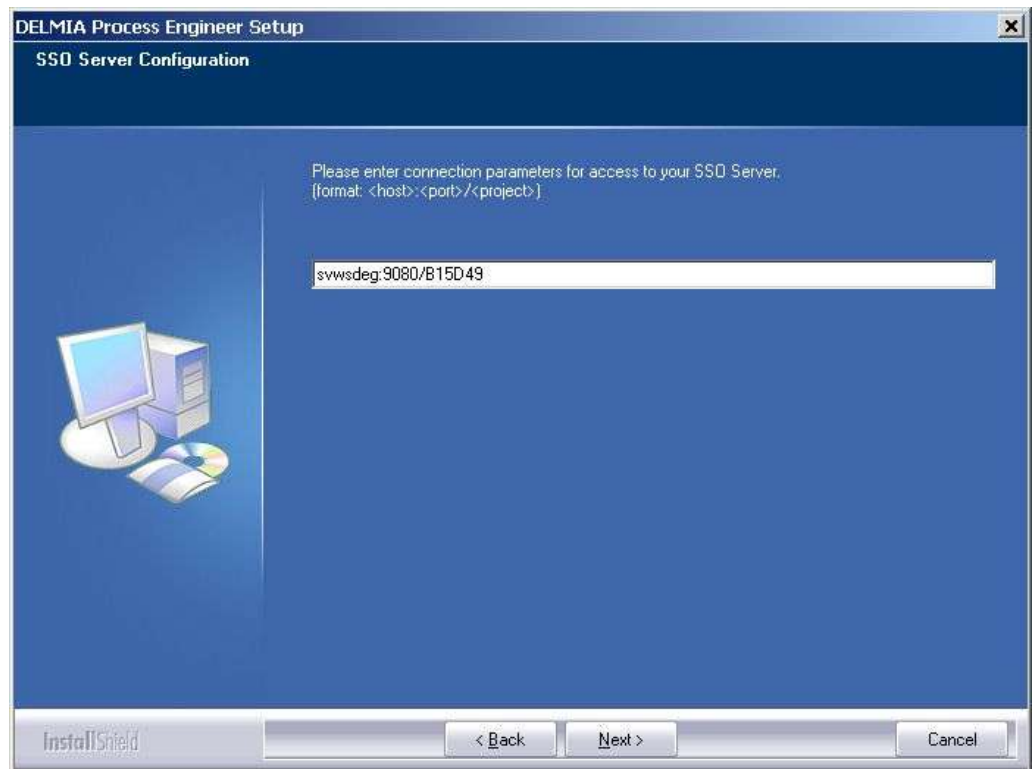 DELMIA Process Engineer Setup
SSO Server Configuration
Please enter connection parameters for access to your SSO Server.
(format: <host>:<port>/<project>)
svwsdeg:9080/B15D49
InstallShield
< Back
Next >
Cancel